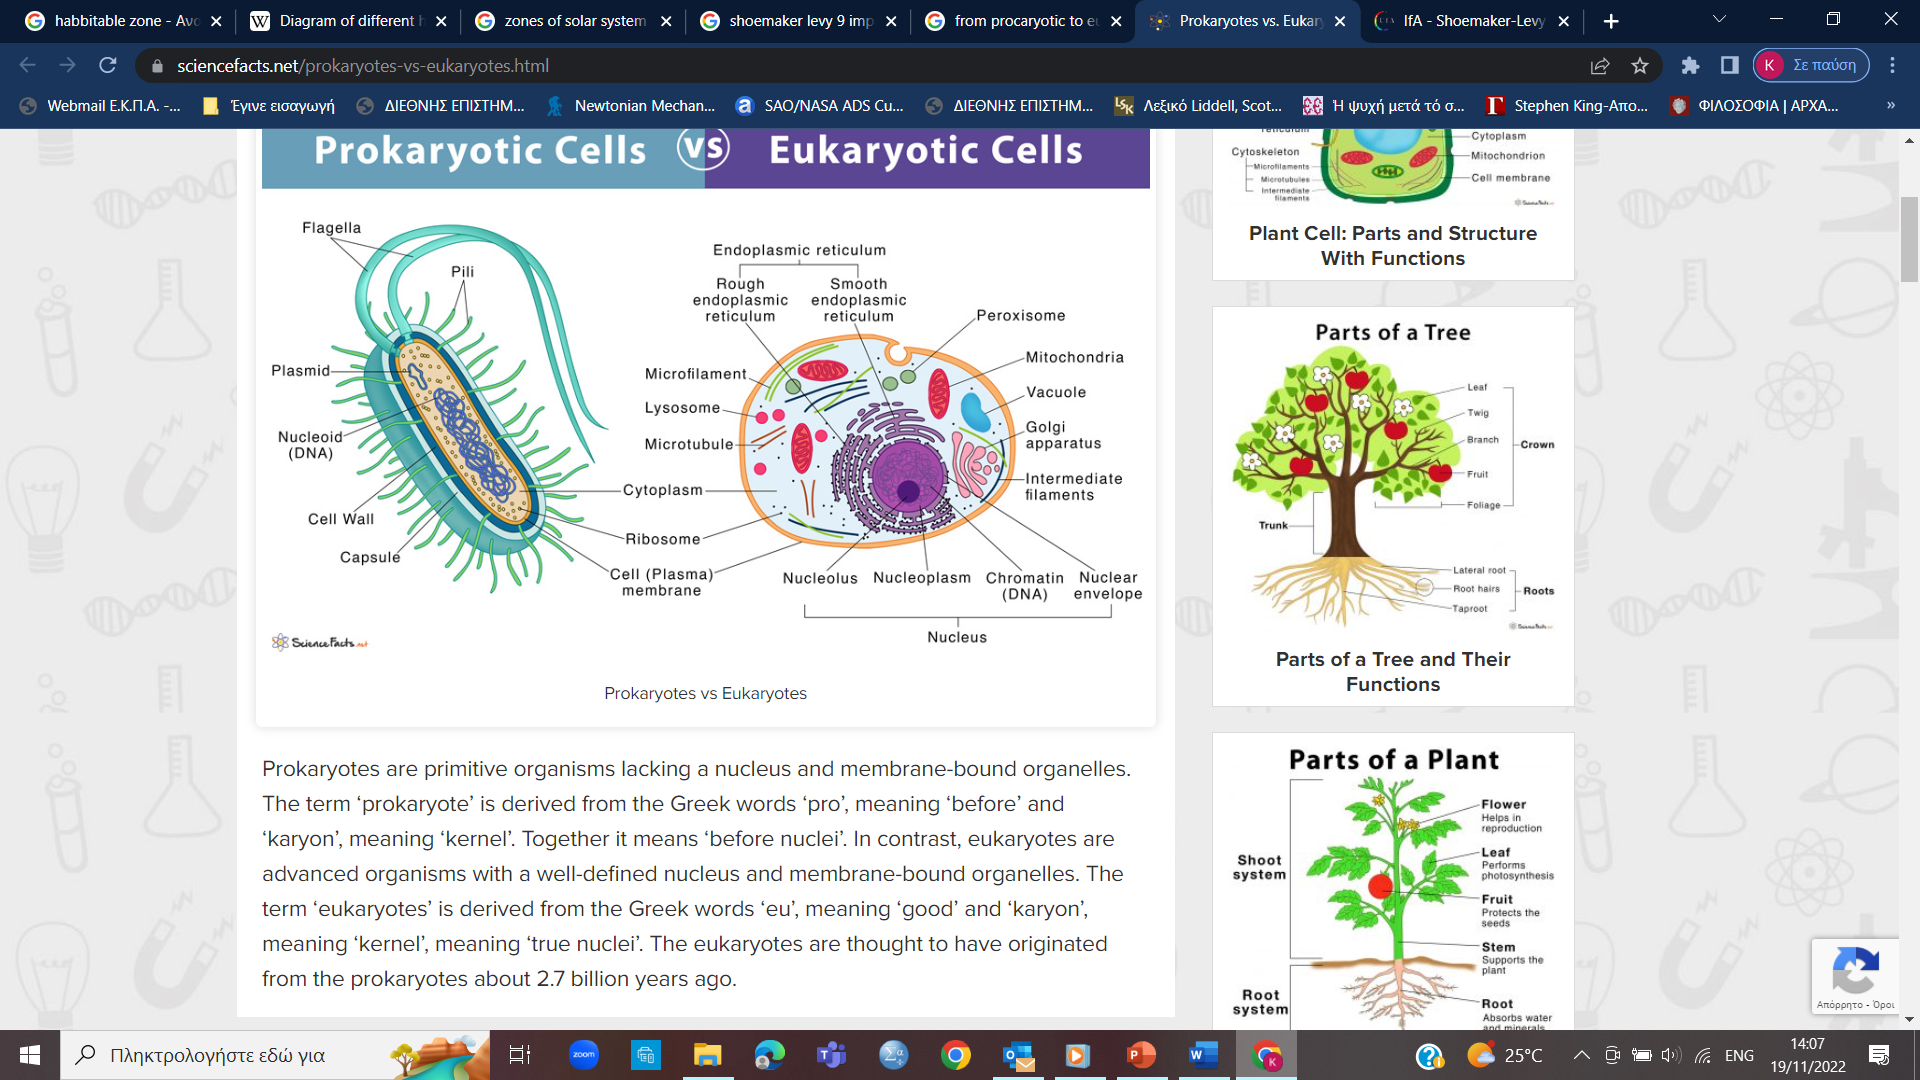 habbitable zone - Ανα
Diagram of different h
zones of solar system
shoemaker levy 9 imp
from procaryotic to eu
Prokaryotes vs. Eukary
IfA - Shoemaker-Levy
sciencefacts.net/prokaryotes-vs-eukaryotes.html
K Σε παύση
Webmail Ε.Κ.Π.Α. -...
Έγινε εισαγωγή
ΔΙΕΘΝΗΣ ΕΠΙΣΤΗΜ...
Newtonian Mechan...
SAO/NASA ADS Cu...
ΔΙΕΘΝΗΣ ΕΠΙΣΤΗΜ...
Λεξικό Liddell, Scot...
Ἡ ψυχή μετά τό σ...
Stephen King-Απο...
ΦΙΛΟΣΟΦΙΑ | ΑΡΧΑ...
»
Prokaryotic Cells vs Eukaryotic Cells
Flagella
Pili
Plasmid
Nucleoid
(DNA)
Cell Wall
Capsule
Endoplasmic reticulum
Rough
endoplasmic
reticulum
Smooth
endoplasmic
reticulum
Peroxisome
Mitochondria
Vacuole
Golgi
apparatus
Intermediate
filaments
Microfilament
Lysosome
Microtubule
Cytoplasm
Ribosome
Cell (Plasma)
membrane
Nucleolus
Nucleoplasm
Chromatin
(DNA)
Nuclear
envelope
Nucleus
ScienceFacts.net
Prokaryotes vs Eukaryotes
Prokaryotes are primitive organisms lacking a nucleus and membrane-bound organelles.
The term ‘prokaryote’ is derived from the Greek words ‘pro’, meaning ‘before’ and
‘karyon’, meaning ‘kernel’. Together it means ‘before nuclei’. In contrast, eukaryotes are
advanced organisms with a well-defined nucleus and membrane-bound organelles. The
term ‘eukaryotes’ is derived from the Greek words ‘eu’, meaning ‘good’ and ‘karyon’,
meaning ‘kernel’, meaning ‘true nuclei’. The eukaryotes are thought to have originated
from the prokaryotes about 2.7 billion years ago.
reticulum
Cytoskeleton
Microfilaments
Microtubules
Intermediate
filaments
Cytoplasm
Mitochondrion
Cell membrane
Plant Cell: Parts and Structure
With Functions
Parts of a Tree
Leaf
Twig
Branch
Crown
Fruit
Foliage
Trunk
Lateral root
Root hairs
Roots
Taproot
Parts of a Tree and Their
Functions
Parts of a Plant
Shoot
system
Flower
Helps in
reproduction
Leaf
Performs
photosynthesis
Fruit
Protects the
seeds
Stem
Supports the
plant
Root
system
Root
Absorbs water
and minerals
Απόρρητο - Όροι
Πληκτρολογήστε εδώ για
zoom
25°C
ENG
14:07
19/11/2022